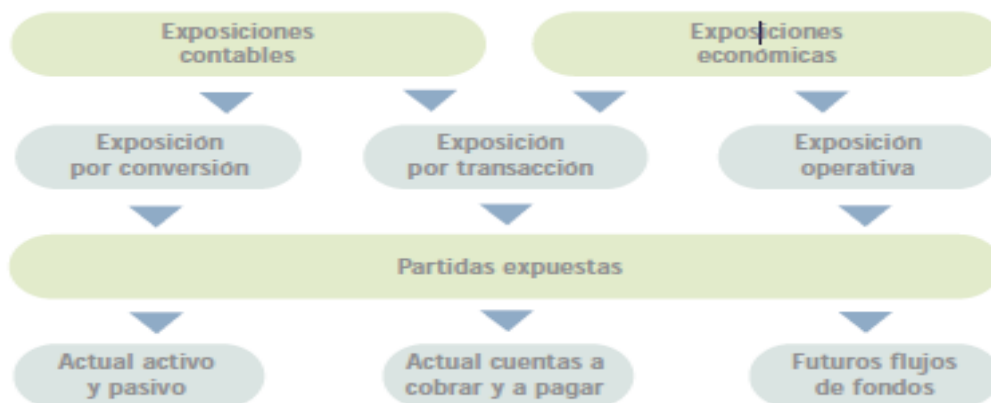 Exposiciones
contables
Exposiciones
económicas
Exposición
por conversión
Exposición
por transacción
Exposición
operativa
Partidas expuestas
Actual activo
y pasivo
Actual cuentas a
cobrar y a pagar
Futuros flujos
de fondos